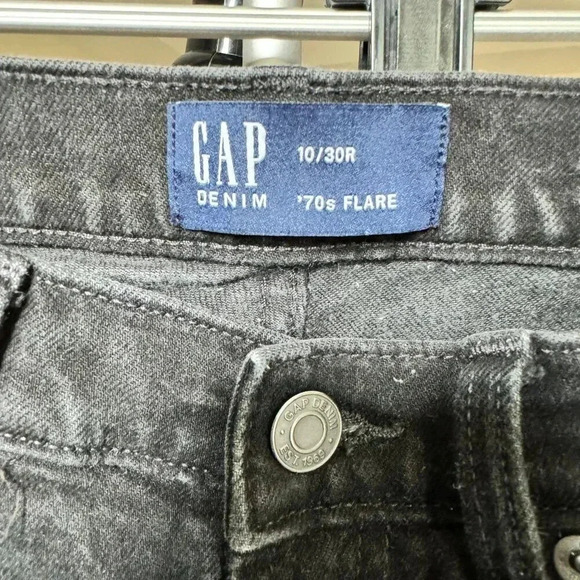 GAP
DENIM
10/30R
'70s FLARE
GAP DENIM
EST. 1969